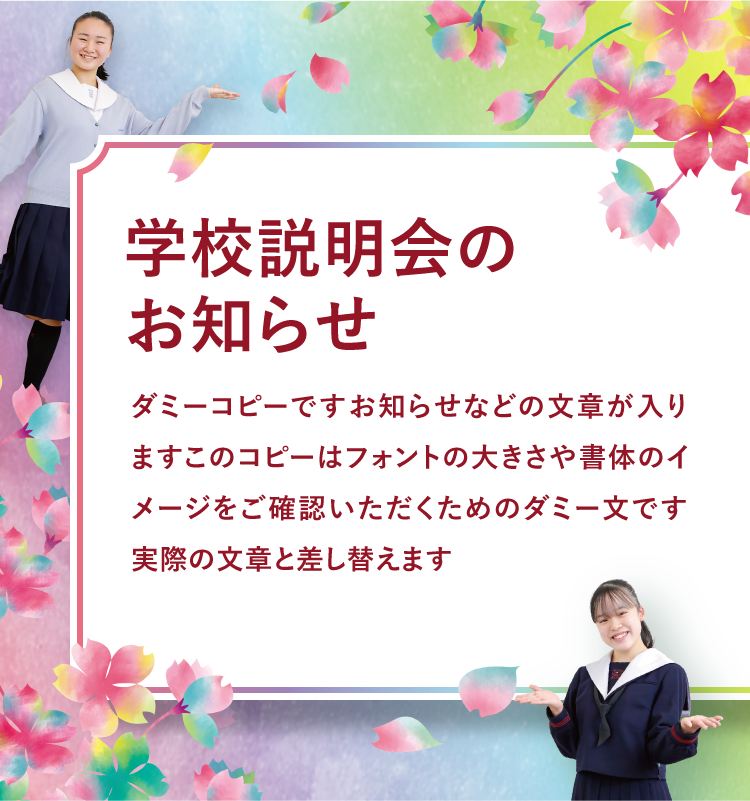 学校説明会の
お知らせ
ダミーコピーですお知らせなどの文章が入り
ますこのコピーはフォントの大きさや書体のイ
メージをご確認いただくためのダミー文です
実際の文章と差し替えます